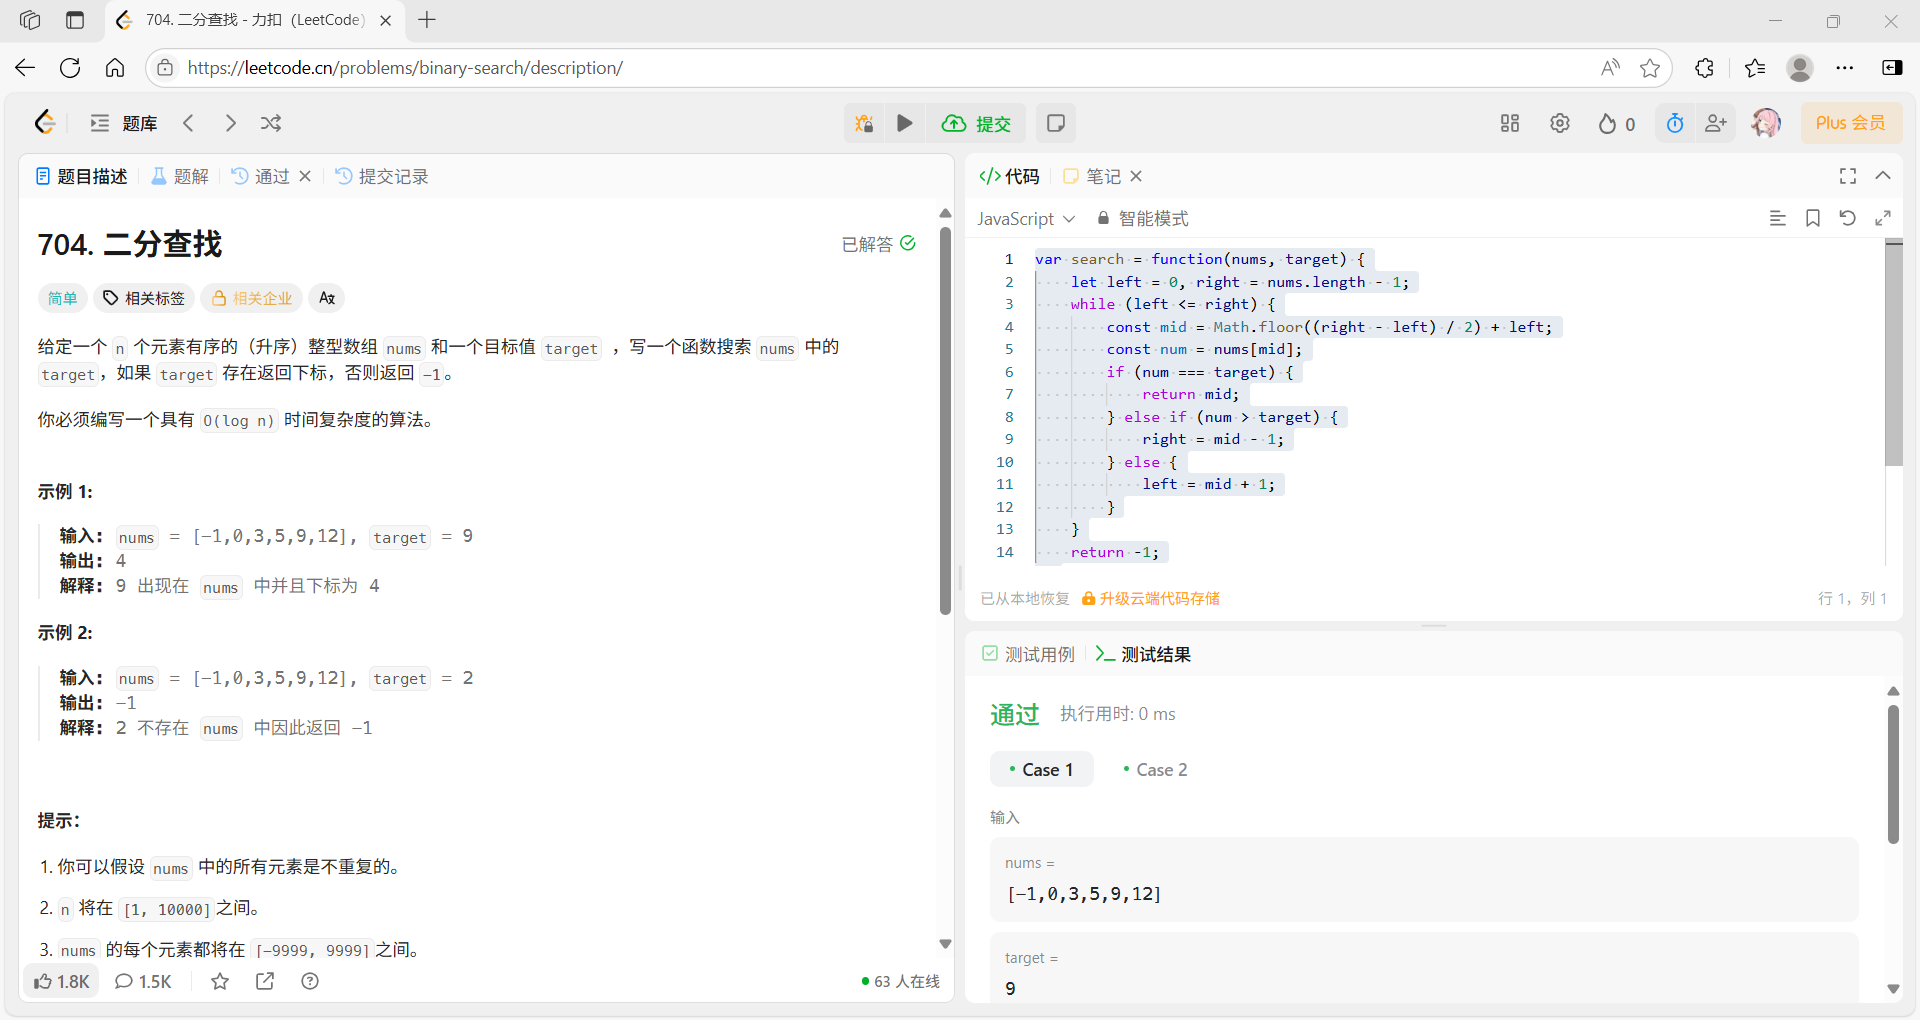 704. 二分查找 - 力扣（LeetCode）
https://leetcode.cn/problems/binary-search/description/
题库
提交
0
Plus 会员
题目描述 题解 通过 提交记录
704. 二分查找
已解答
简单 相关标签 相关企业
给定一个 n 个元素有序的（升序）整型数组 nums 和一个目标值 target ，写一个函数搜索 nums 中的
target，如果 target 存在返回下标，否则返回 -1。
你必须编写一个具有 O(log n) 时间复杂度的算法。
示例 1:
输入: nums = [-1,0,3,5,9,12], target = 9
输出: 4
解释: 9 出现在 nums 中并且下标为 4
示例 2:
输入: nums = [-1,0,3,5,9,12], target = 2
输出: -1
解释: 2 不存在 nums 中因此返回 -1
提示：
1. 你可以假设 nums 中的所有元素是不重复的。
2. n 将在 [1, 10000]之间。
3. nums 的每个元素都将在 [-9999, 9999]之间。
1.8K 1.5K
63 人在线
代码 笔记
JavaScript 智能模式
1 var search = function(nums, target) {
2 let left = 0, right = nums.length - 1;
3 while (left <= right) {
4 const mid = Math.floor((right - left) / 2) + left;
5 const num = nums[mid];
6 if (num === target) {
7 return mid;
8 } else if (num > target) {
9 right = mid - 1;
10 } else {
11 left = mid + 1;
12 }
13 }
14 return -1;
已从本地恢复 升级云端代码存储
行 1，列 1
测试用例 测试结果
通过 执行用时: 0 ms
Case 1 Case 2
输入
nums =
[-1,0,3,5,9,12]
target =
9